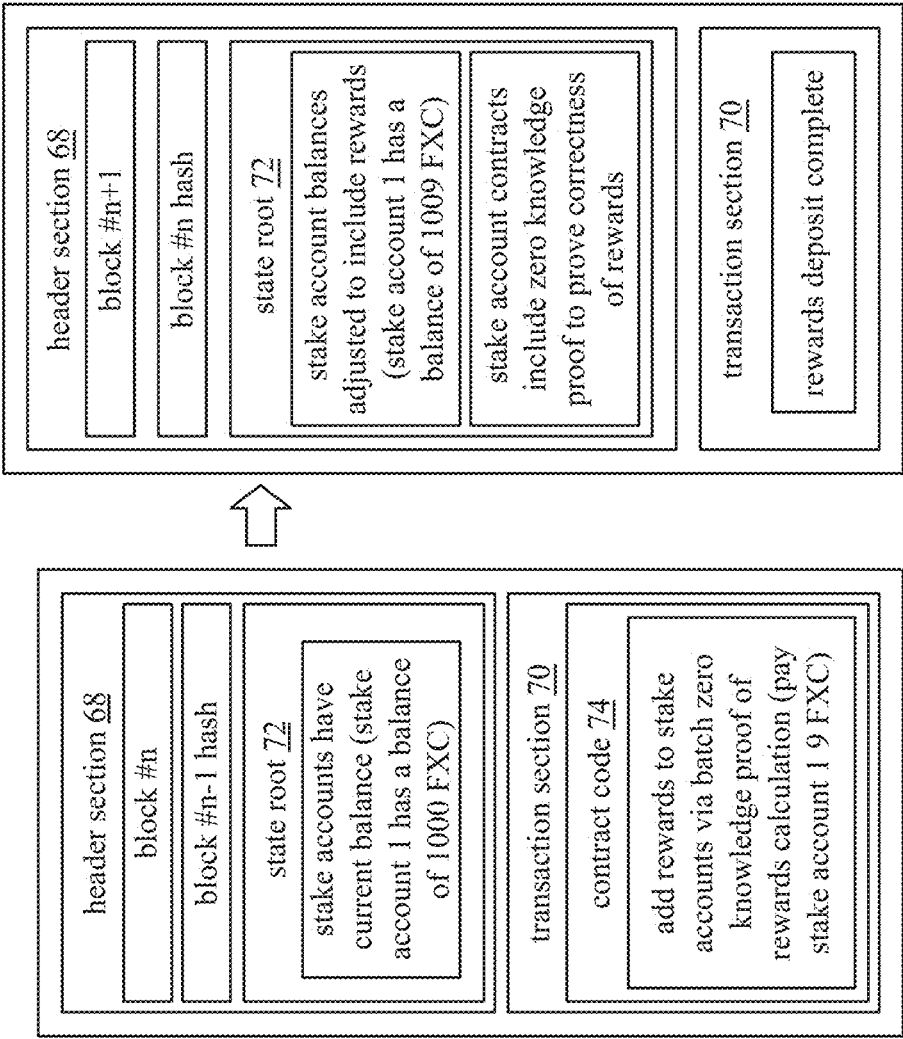 header section 68
block #n
block #n-1 hash
state root 72
stake accounts have
current balance (stake
account 1 has a balance
of 1000 FXC)
transaction section 70
contract code 74
add rewards to stake
accounts via batch zero
knowledge proof of
rewards calculation (pay
stake account 1 9 FXC)
header section 68
block #n+1
block #n hash
state root 72
stake account balances
adjusted to include rewards
(stake account 1 has a
balance of 1009 FXC)
stake account contracts
include zero knowledge
proof to prove correctness
of rewards
transaction section 70
rewards deposit complete